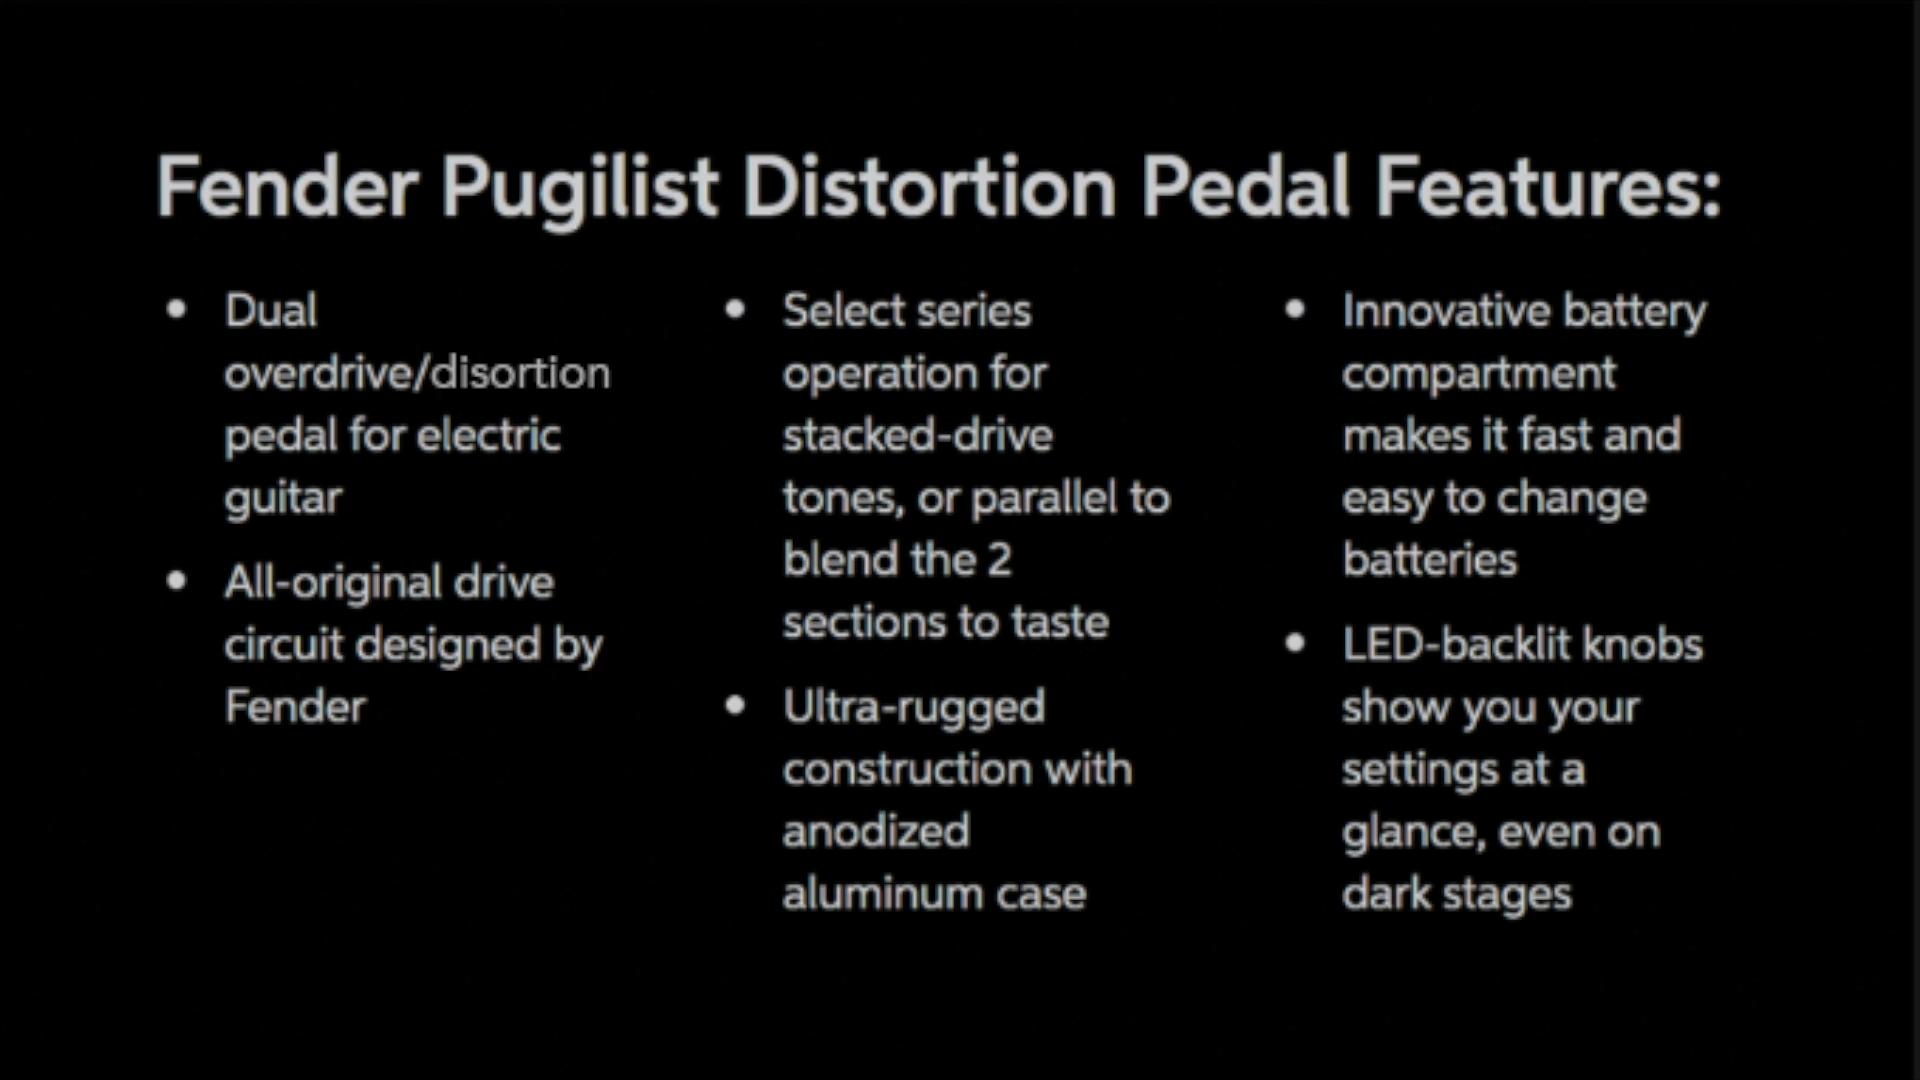 Fender Pugilist Distortion Pedal Features:
• Dual
overdrive/disortion
pedal for electric
guitar
• All-original drive
circuit designed by
Fender
• Select series
operation for
stacked-drive
tones, or parallel to
blend the 2
sections to taste
• Ultra-rugged
construction with
anodized
aluminum case
• Innovative battery
compartment
makes it fast and
easy to change
batteries
• LED-backlit knobs
show you your
settings at a
glance, even on
dark stages